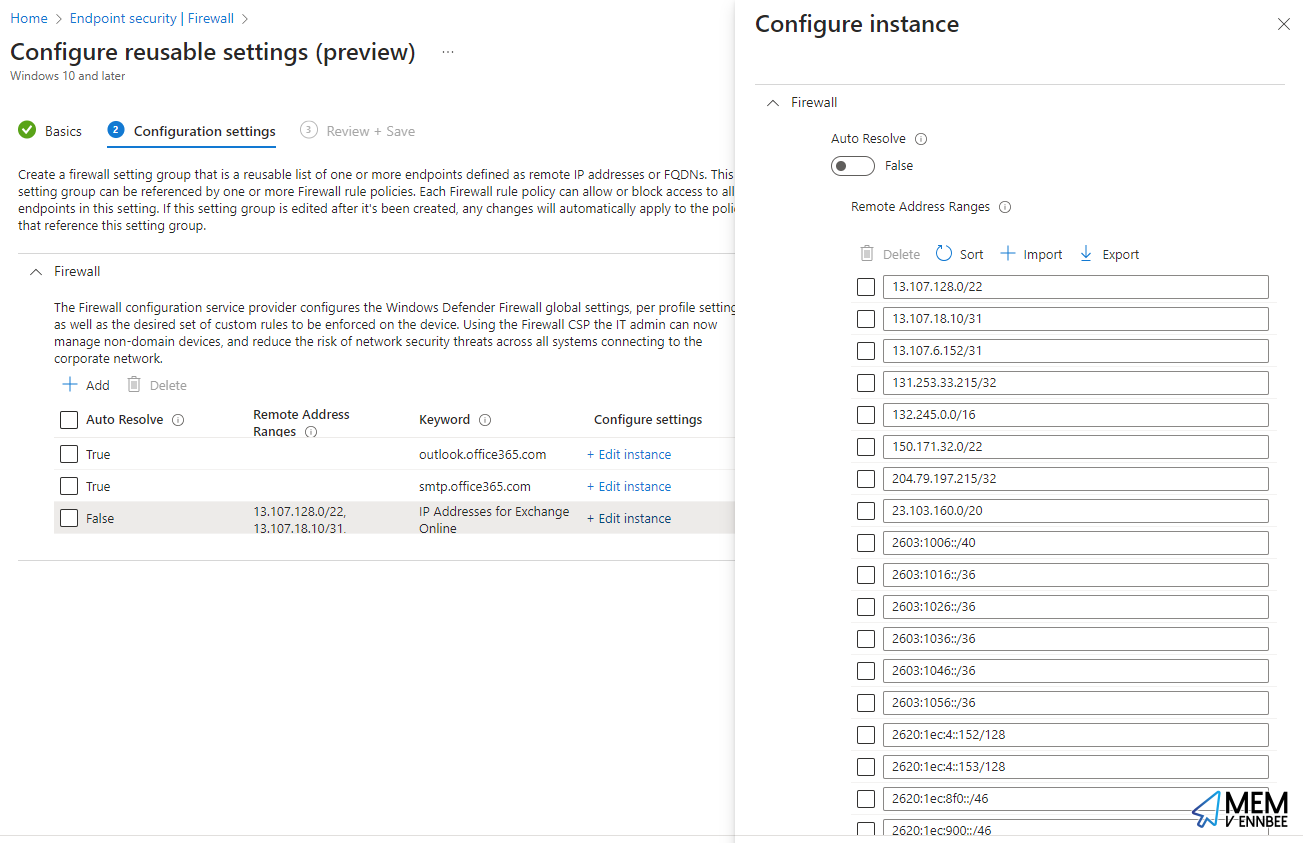 Home > Endpoint security | Firewall >
Configure reusable settings (preview) ...
Windows 10 and later
Basics
2 Configuration settings
3 Review + Save
Create a firewall setting group that is a reusable list of one or more endpoints defined as remote IP addresses or FQDNs. This
setting group can be referenced by one or more Firewall rule policies. Each Firewall rule policy can allow or block access to all
endpoints in this setting. If this setting group is edited after it's been created, any changes will automatically apply to the
that reference this setting group.
Firewall
The Firewall configuration service provider configures the Windows Defender Firewall global settings, per profile
as well as the desired set of custom rules to be enforced on the device. Using the Firewall CSP the IT admin can now
manage non-domain devices, and reduce the risk of network security threats across all systems connecting to the
corporate network.
+ Add Delete
Auto Resolve
Remote Address
Ranges
Keyword
Configure settings
True outlook.office365.com + Edit instance
True smtp.office365.com + Edit instance
False
13.107.128.0/22,
13.107.18.10/31,
IP Addresses for Exchange
Online
+ Edit instance
Configure instance
Firewall
Auto Resolve
False
Remote Address Ranges
Delete Sort + Import Export
13.107.128.0/22
13.107.18.10/31
13.107.6.152/31
131.253.33.215/32
132.245.0.0/16
150.171.32.0/22
204.79.197.215/32
23.103.160.0/20
2603:1006::/40
2603:1016::/36
2603:1026::/36
2603:1036::/36
2603:1046::/36
2603:1056::/36
2620:1ec:4::152/128
2620:1ec:4::153/128
2620:1ec:8f0::/46
2620:1ec:900::/46
MEM
V ENNBEE